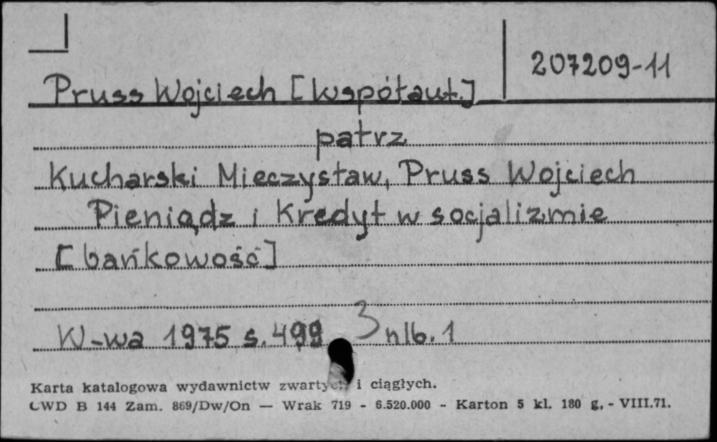 207209-11
Pruss Wojciech [Współaut.]
patrz
Kucharski Mieczysław, Pruss Wojciech
Pieniądz i Kredyt w socjalizmie
[bańkowość]
W-wa 1975 s. 499 3 nlb. 1
Karta katalogowa wydawnictw zwartych i ciągłych.
CWD B 144 Zam. 869/Dw/On — Wrak 719 - 6.520.000 - Karton 5 kl. 180 g. - VIII.71.